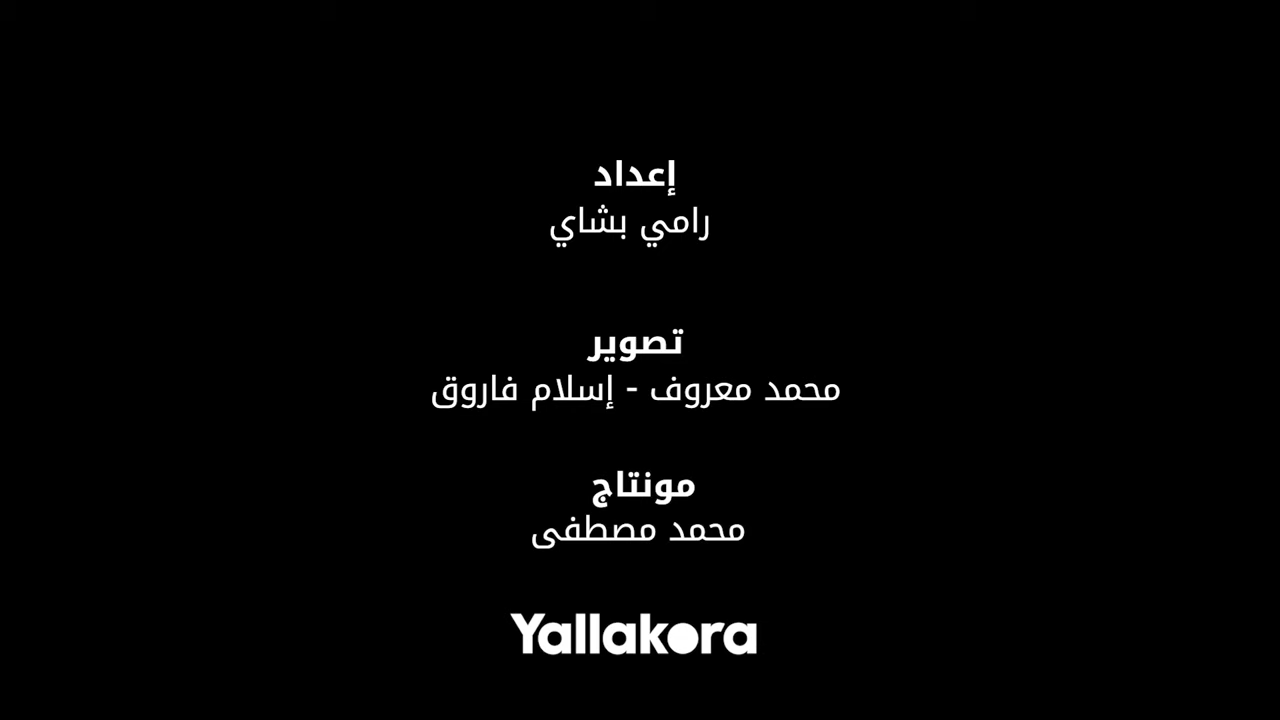 إعداد
رامي بشاي
تصوير
محمد معروف - إسلام فاروق
مونتاج
محمد مصطفى
Yallakora